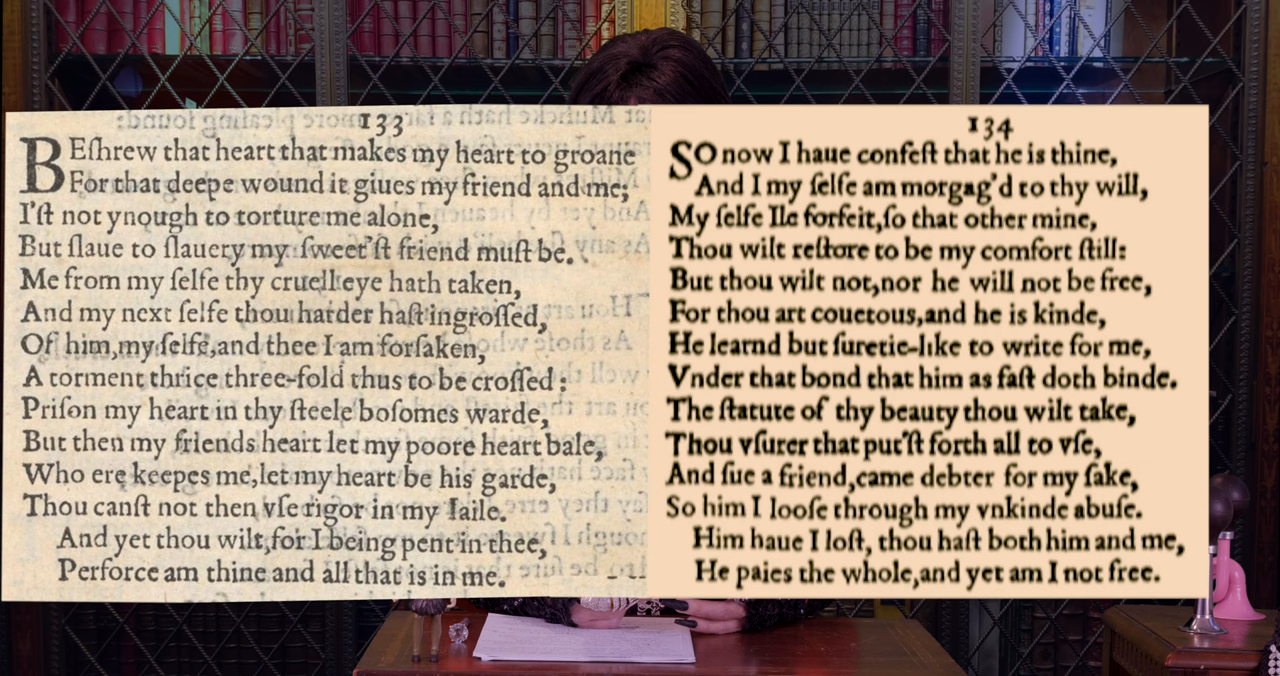 133
BEſhrew that heart that makes my heart to groane
For that deepe wound it giues my friend and me;
I'ſt not ynough to torture me alone,
But ſlaue to ſlauery my ſweet'ſt friend muſt be.
Me from my ſelfe thy cruell eye hath taken,
And my next ſelfe thou harder haſt ingroſſed,
Of him,my ſelfe,and thee I am forſaken,
A torment thrice three-fold thus to be croſſed :
Priſon my heart in thy ſteele boſomes warde,
But then my friends heart let my poore heart bale,
Who ere keepes me,let my heart be his garde,
Thou canſt not then vſe rigor in my Iaile.
And yet thou wilt,for I being pent in thee,
Perforce am thine and all that is in me.
134
SO now I haue confeſt that he is thine,
And I my ſelfe am morgag'd to thy will,
My ſelfe Ile forfeit,ſo that other mine,
Thou wilt reſtore to be my comfort ſtill:
But thou wilt not,nor he will not be free,
For thou art couetous,and he is kinde,
He learnd but ſuretie-like to write for me,
Vnder that bond that him as faſt doth binde.
The ſtatute of thy beauty thou wilt take,
Thou vſurer that put'ſt forth all to vſe,
And ſue a friend,came debter for my ſake,
So him I looſe through my vnkinde abuſe.
Him haue I loſt, thou haſt both him and me,
He paies the whole,and yet am I not free.